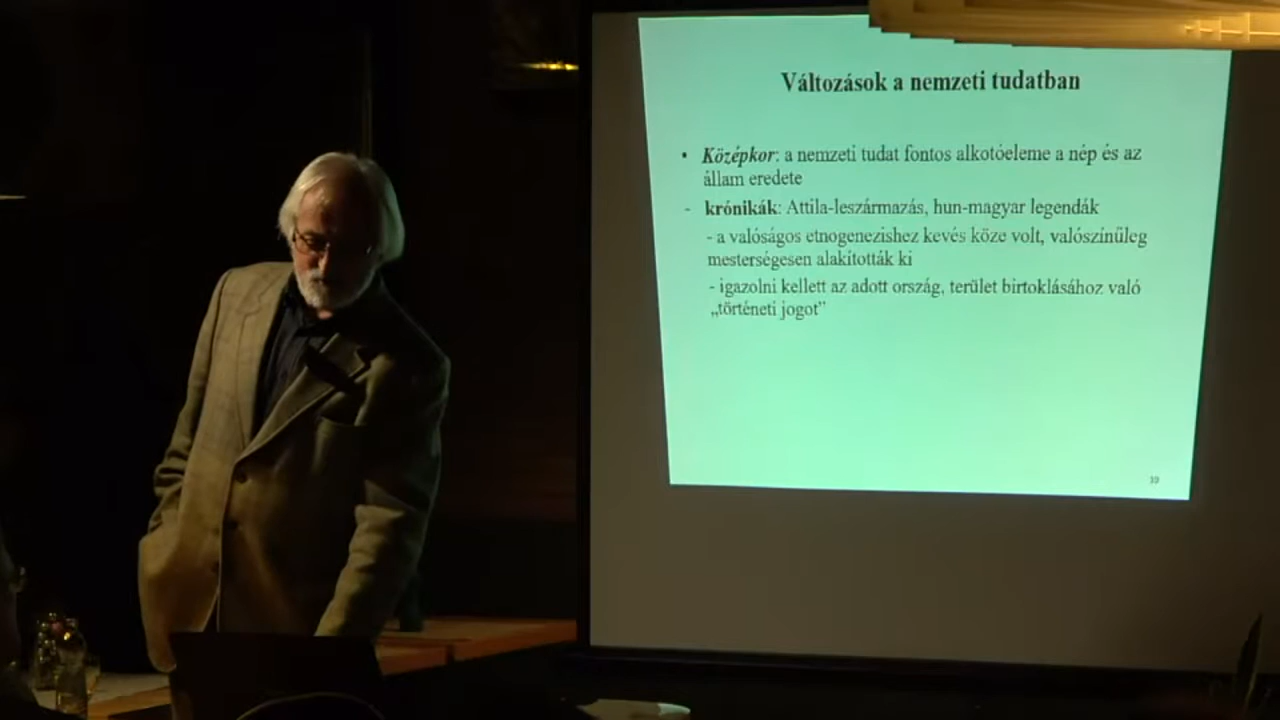 Változások a nemzeti tudatban
• Középkor: a nemzeti tudat fontos alkotóeleme a nép és az
állam eredete
- krónikák: Attila-leszármazás, hun-magyar legendák
- a valóságos etnogenezishez kevés köze volt, valószínűleg
mesterségesen alakították ki
- igazolni kellett az adott ország, terület birtoklásához való
„történeti jogot”